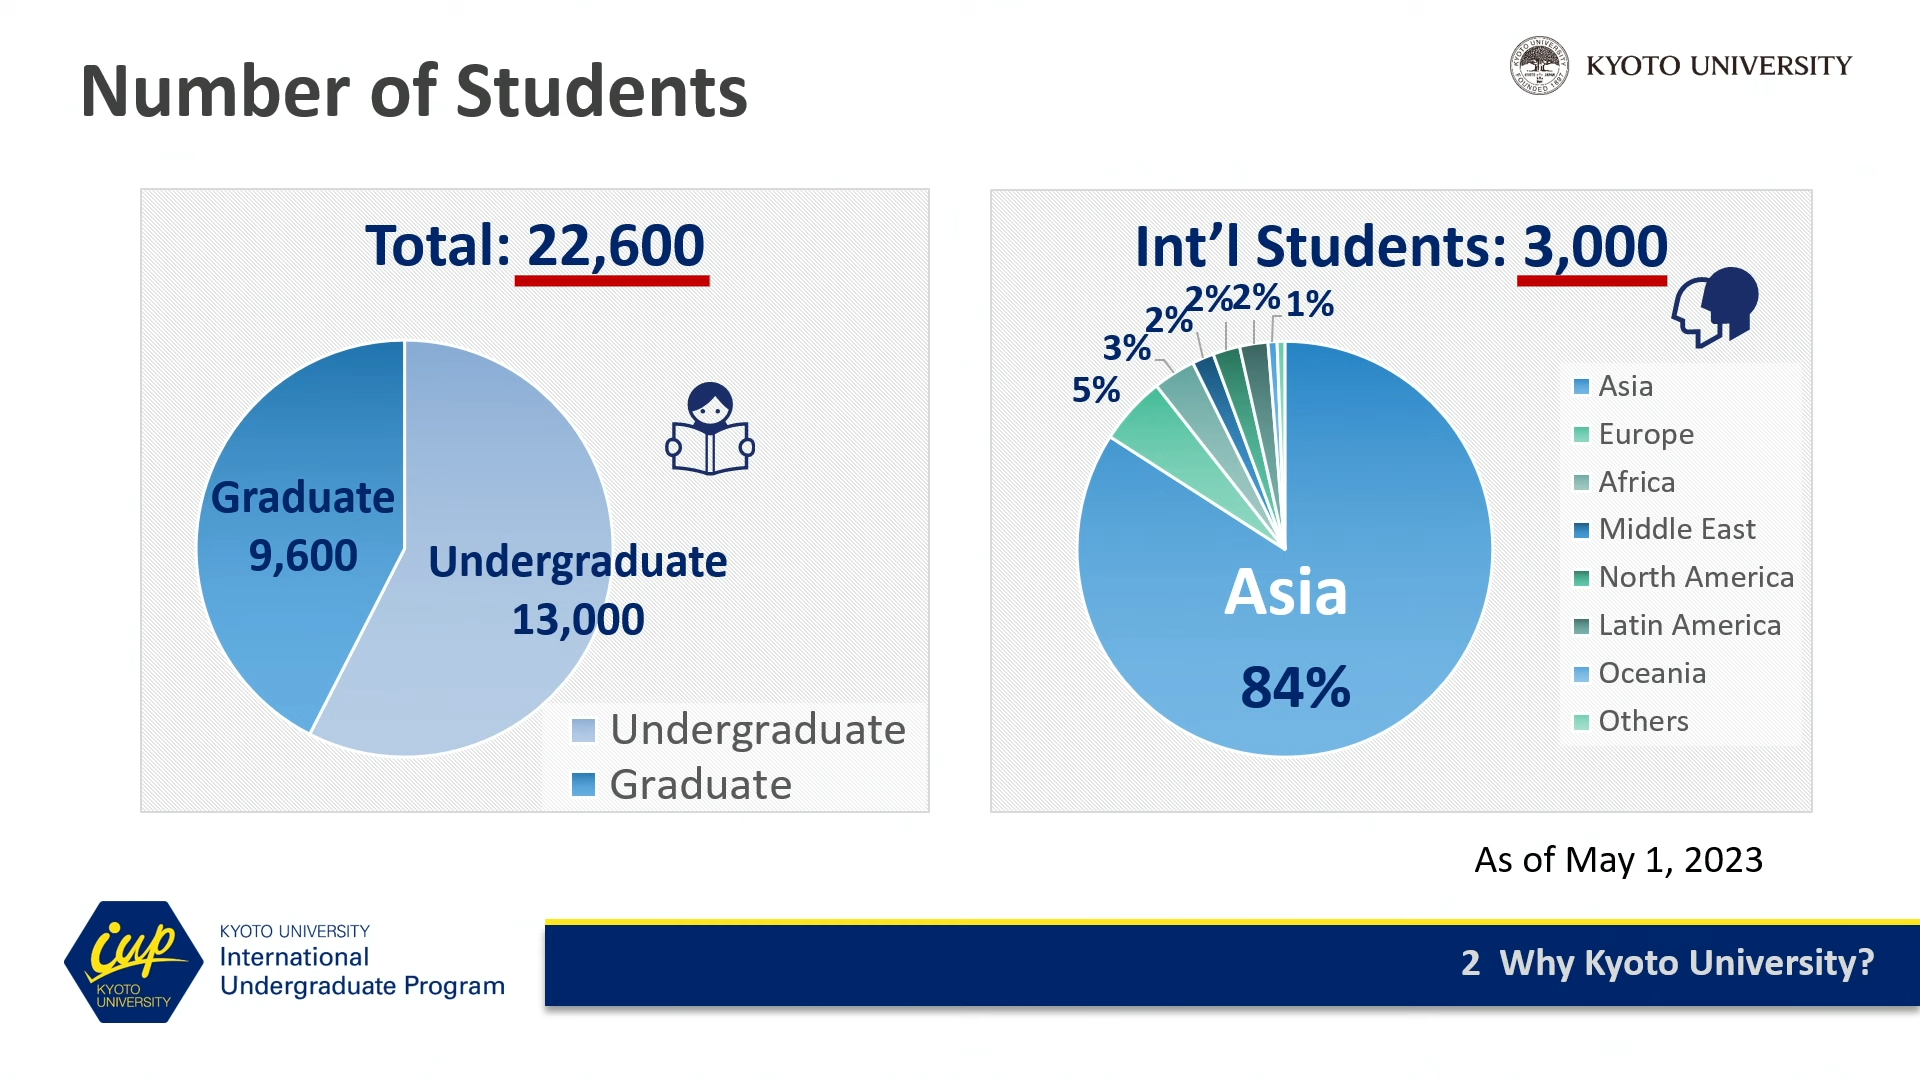 Number of Students
KYOTO UNIVERSITY
Total: 22,600
Graduate
9,600
Undergraduate
13,000
Undergraduate
Graduate
Int’l Students: 3,000
5%
3%
2%
2%
2%
1%
Asia
84%
Asia
Europe
Africa
Middle East
North America
Latin America
Oceania
Others
As of May 1, 2023
iup
KYOTO
UNIVERSITY
KYOTO UNIVERSITY
International
Undergraduate Program
2 Why Kyoto University?